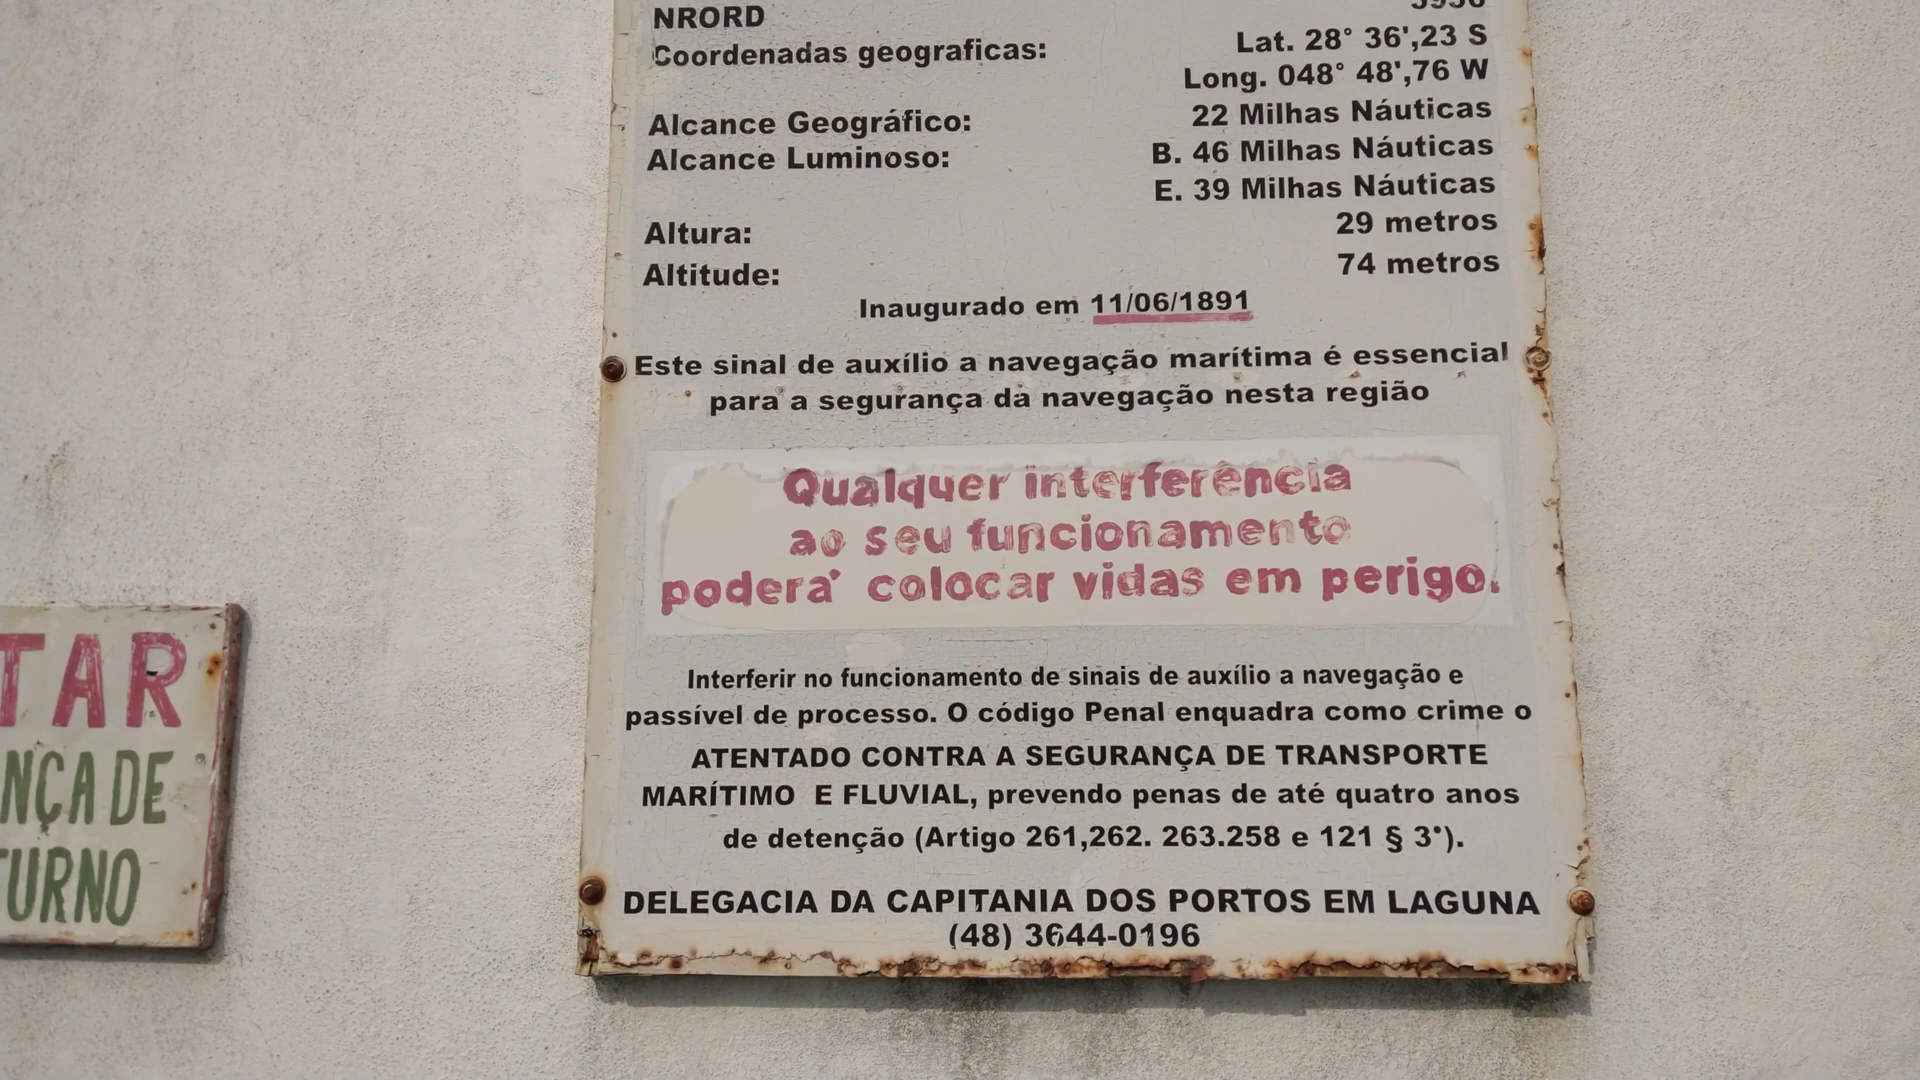 NRORD
Coordenadas geograficas: Lat. 28° 36',23 S
Long. 048° 48',76 W
Alcance Geográfico: 22 Milhas Náuticas
Alcance Luminoso: B. 46 Milhas Náuticas
E. 39 Milhas Náuticas
Altura: 29 metros
Altitude: 74 metros
Inaugurado em 11/06/1891
Este sinal de auxílio a navegação marítima é essencial
para a segurança da navegação nesta região
Qualquer interferência
ao seu funcionamento
poderá colocar vidas em perigo.
Interferir no funcionamento de sinais de auxílio a navegação e
passível de processo. O código Penal enquadra como crime o
ATENTADO CONTRA A SEGURANÇA DE TRANSPORTE
MARÍTIMO E FLUVIAL, prevendo penas de até quatro anos
de detenção (Artigo 261,262. 263.258 e 121 § 3°).
DELEGACIA DA CAPITANIA DOS PORTOS EM LAGUNA
(48) 3644-0196
TAR
NÇA DE
TURNO